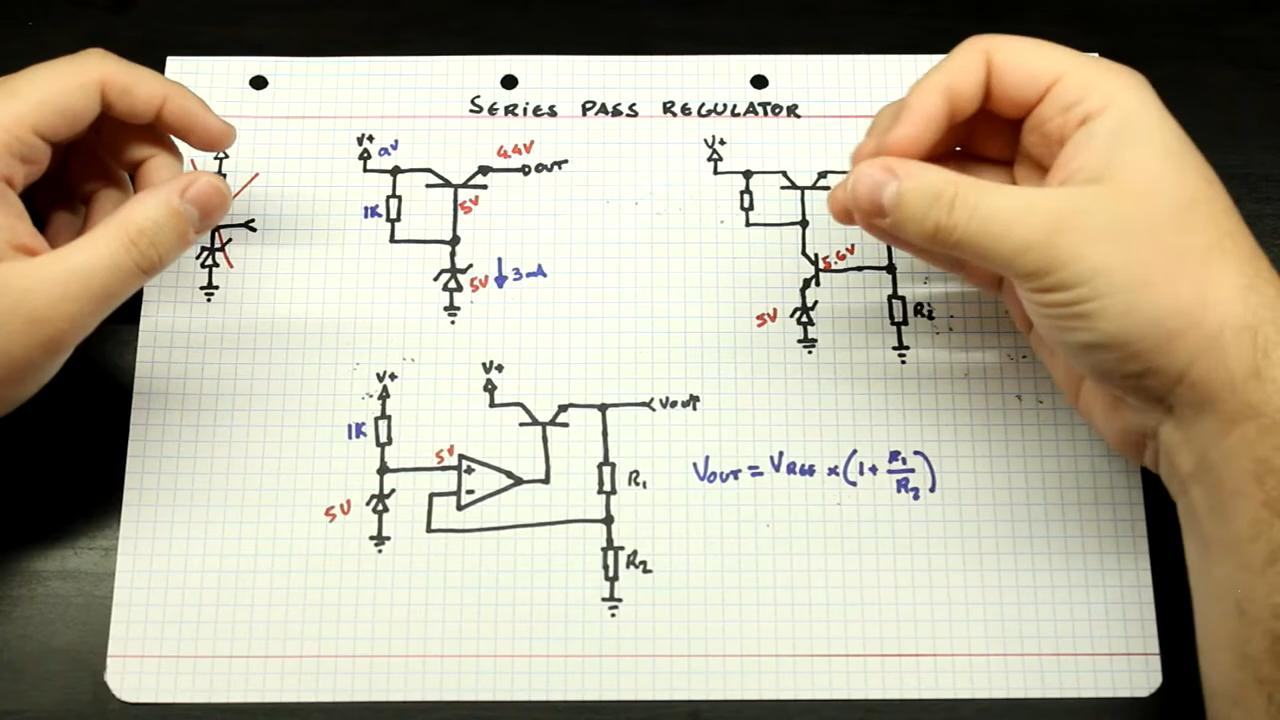 SERIES PASS REGULATOR
V+ 9V
4.4V
OUT
1K
5V
5V
3mA
V+
5.6V
5V
R2
V+
1K
5V
5V
V+
+
-
VOUT
R1
R2
VOUT = VREF × (1 + R1/R2)